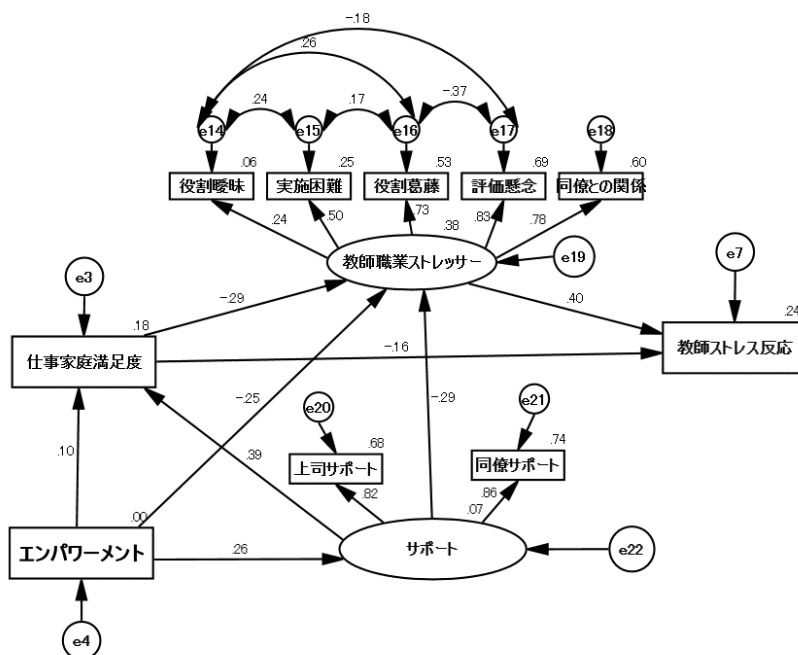 -.18
.26
.24
.17
-.37
e14
e15
e16
e17
e18
.06
.25
.53
.69
.60
役割曖昧
実施困難
役割葛藤
評価懸念
同僚との関係
.24
.50
.73
.83
.78
.38
教師職業ストレッサー
e19
e3
e7
-.29
.40
.18
.24
仕事家庭満足度
教師ストレス反応
-.16
-.25
-.29
e20
e21
.10
.39
.68
.74
上司サポート
同僚サポート
.82
.86
.00
.07
エンパワーメント
.26
サポート
e22
e4